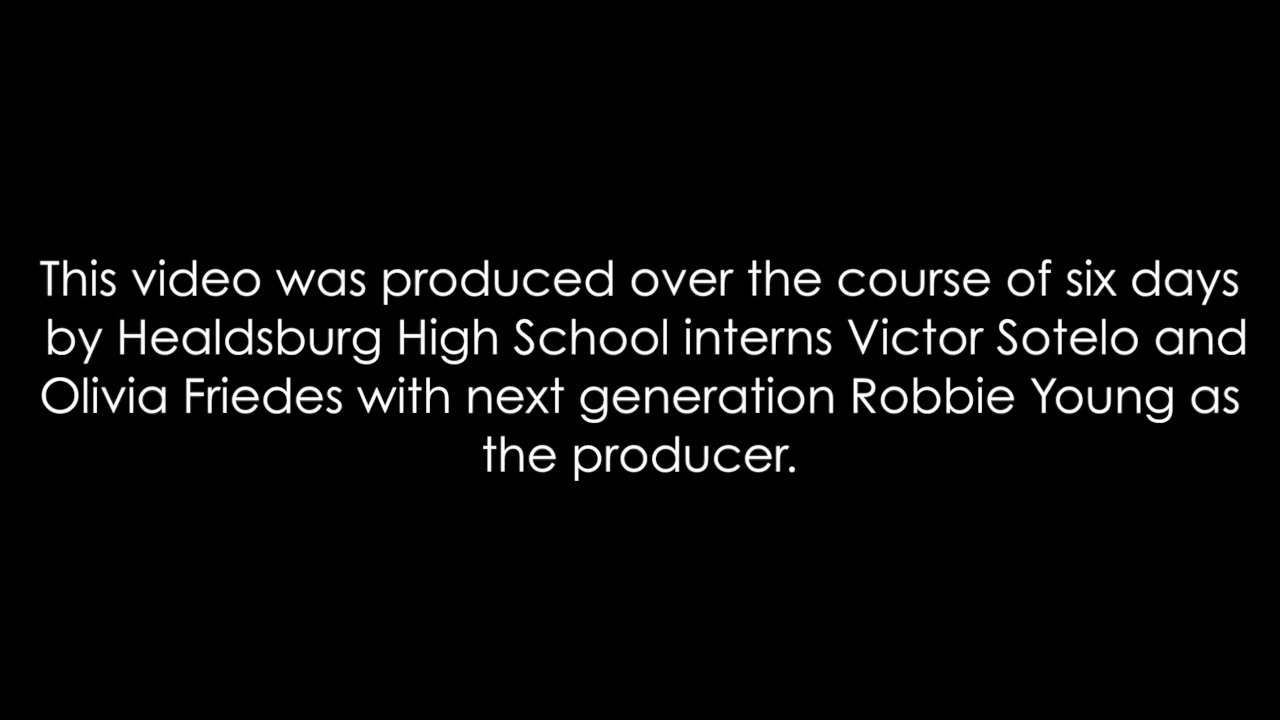 This video was produced over the course of six days
by Healdsburg High School interns Victor Sotelo and
Olivia Friedes with next generation Robbie Young as
the producer.